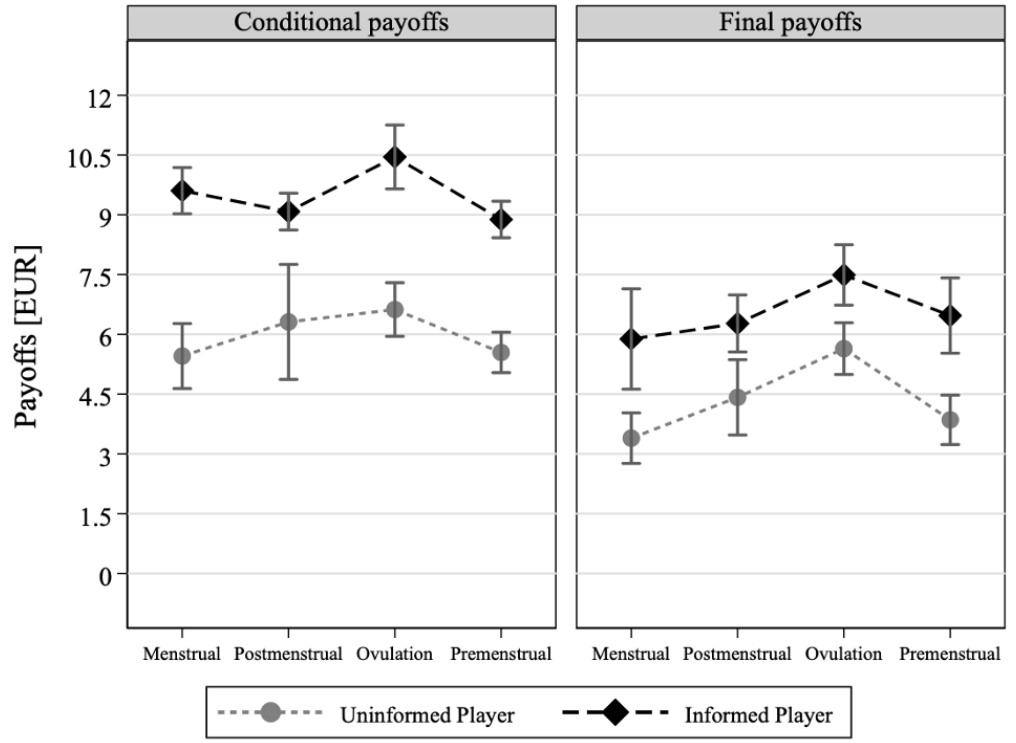 Conditional payoffs
Final payoffs
Payoffs [EUR]
12
10.5
9
7.5
6
4.5
3
1.5
0
Menstrual Postmenstrual Ovulation Premenstrual
Menstrual Postmenstrual Ovulation Premenstrual
Uninformed Player
Informed Player